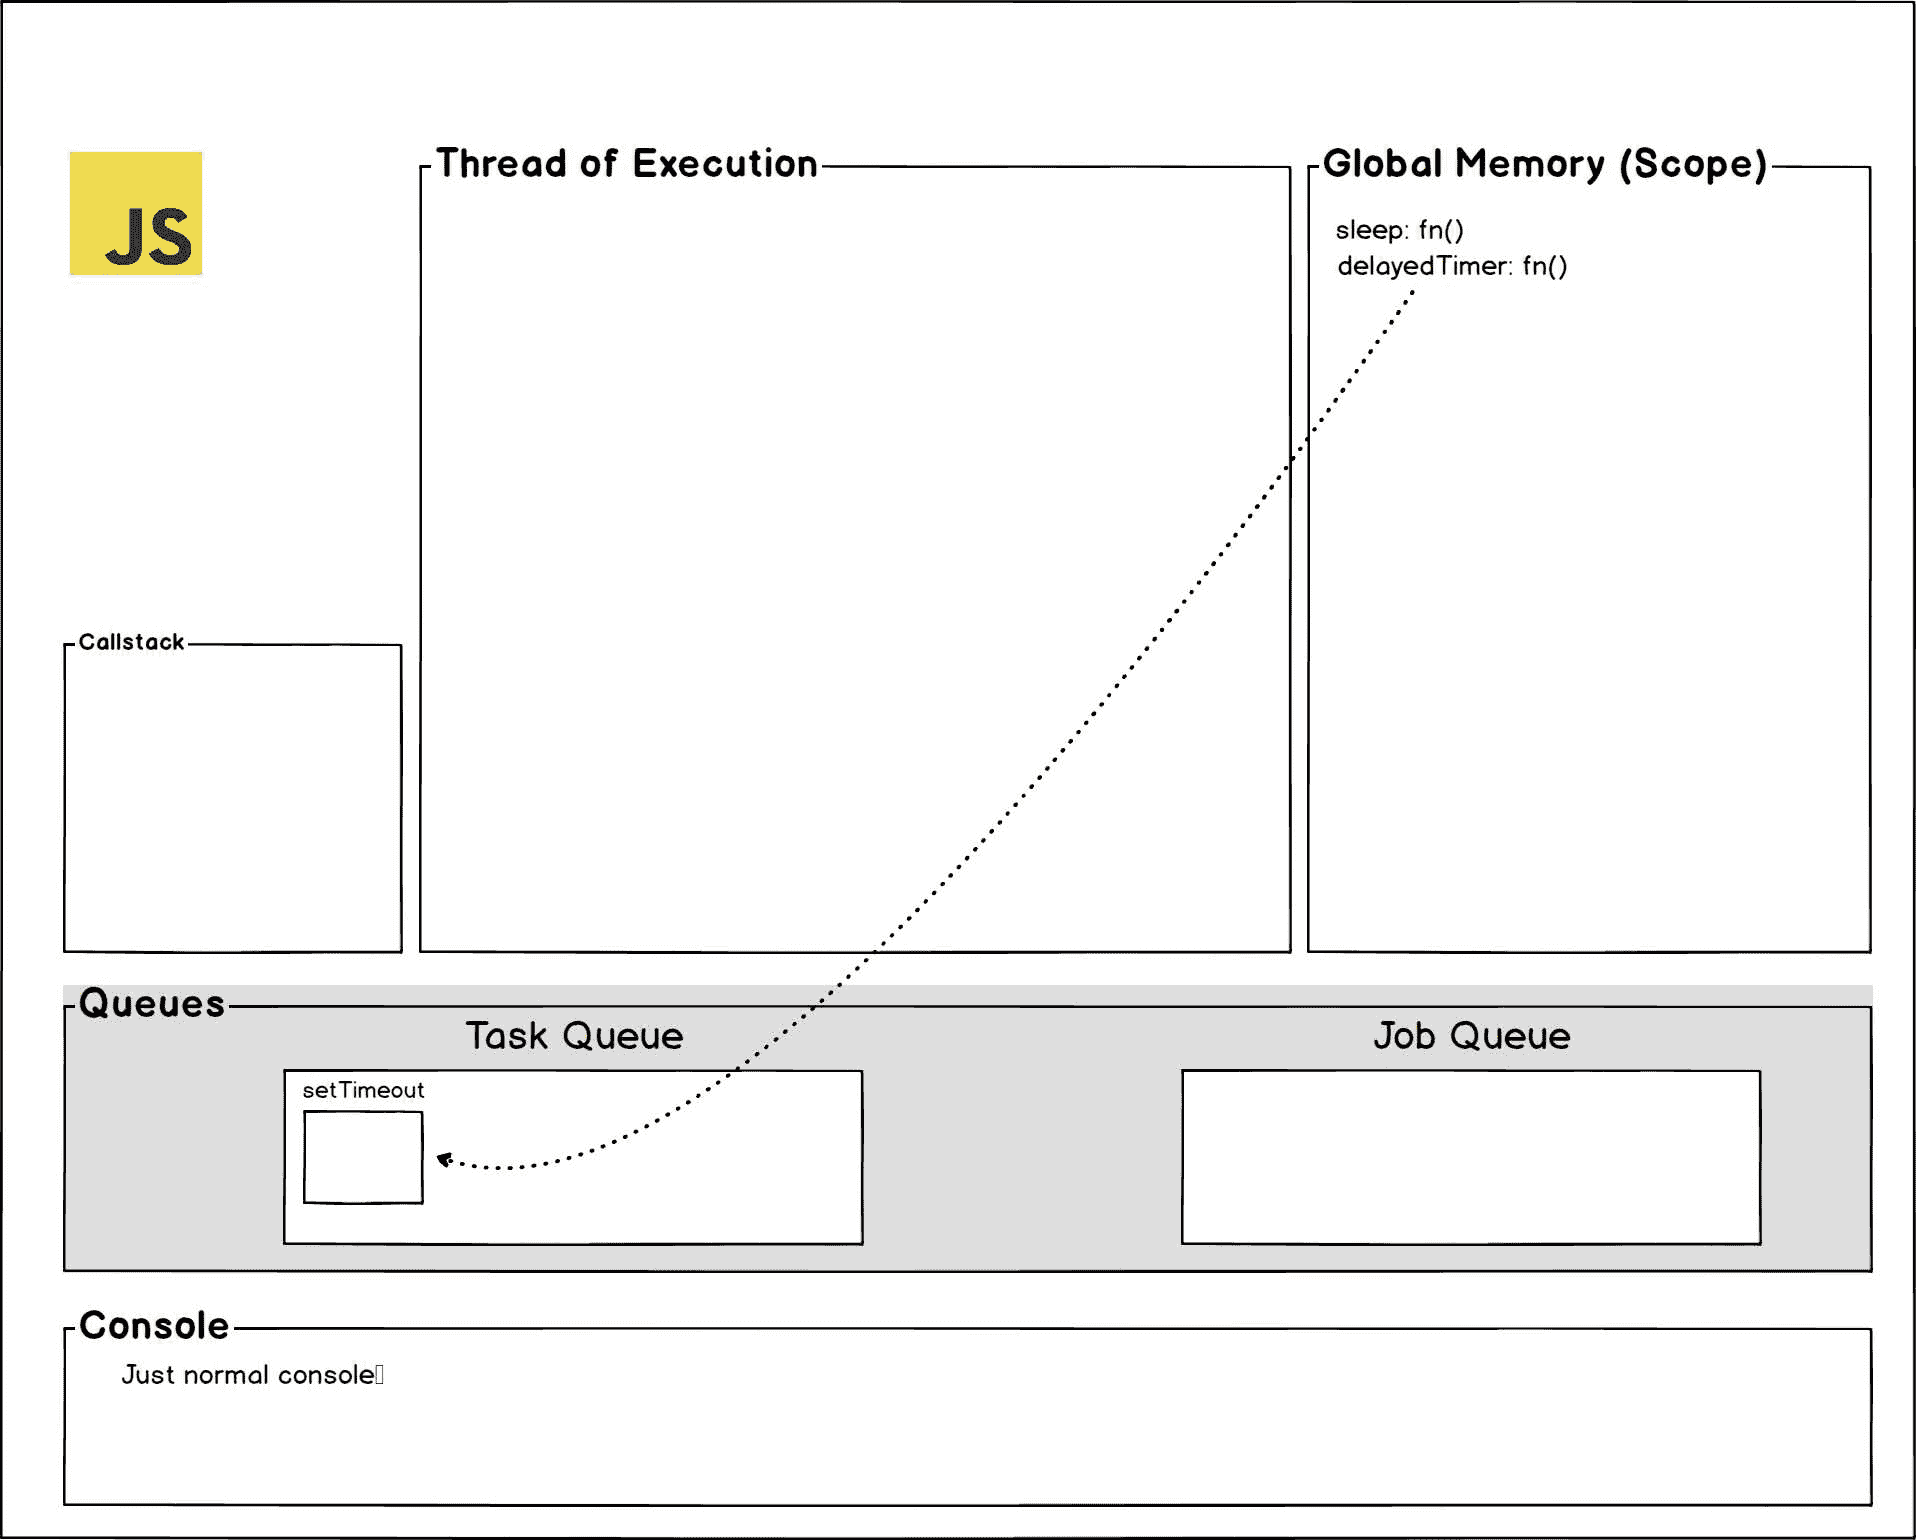 JS
Thread of Execution
Global Memory (Scope)
sleep: fn()
delayedTimer: fn()
Callstack
Queues
Task Queue
Job Queue
setTimeout
Console
Just normal console